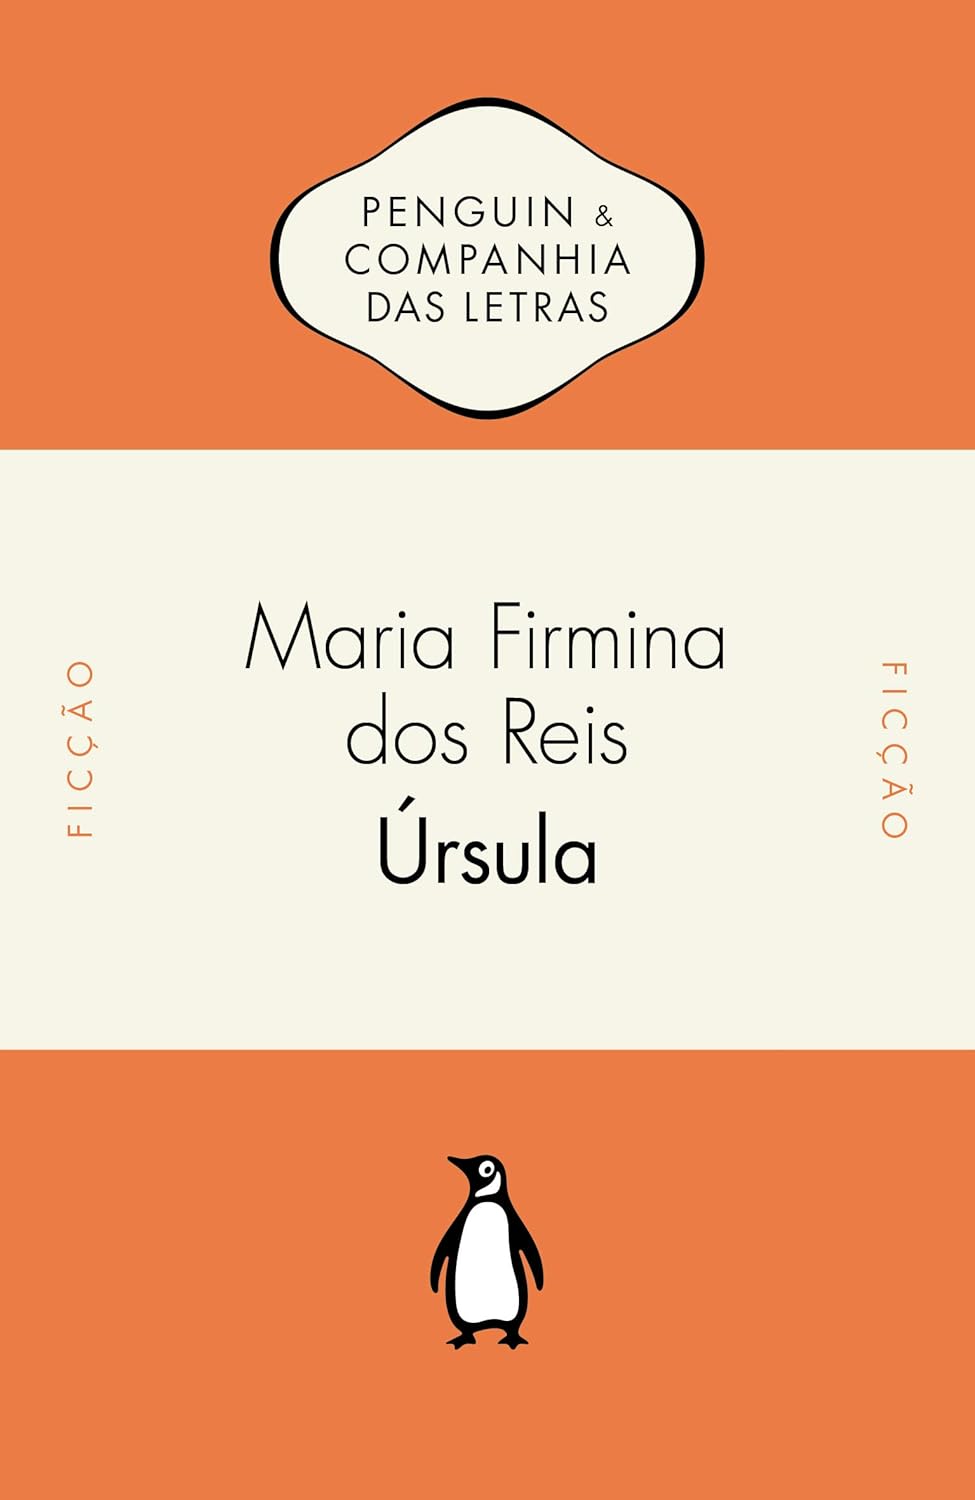 PENGUIN &
COMPANHIA
DAS LETRAS
Maria Firmina
dos Reis
Úrsula
FICÇÃO
FICÇÃO